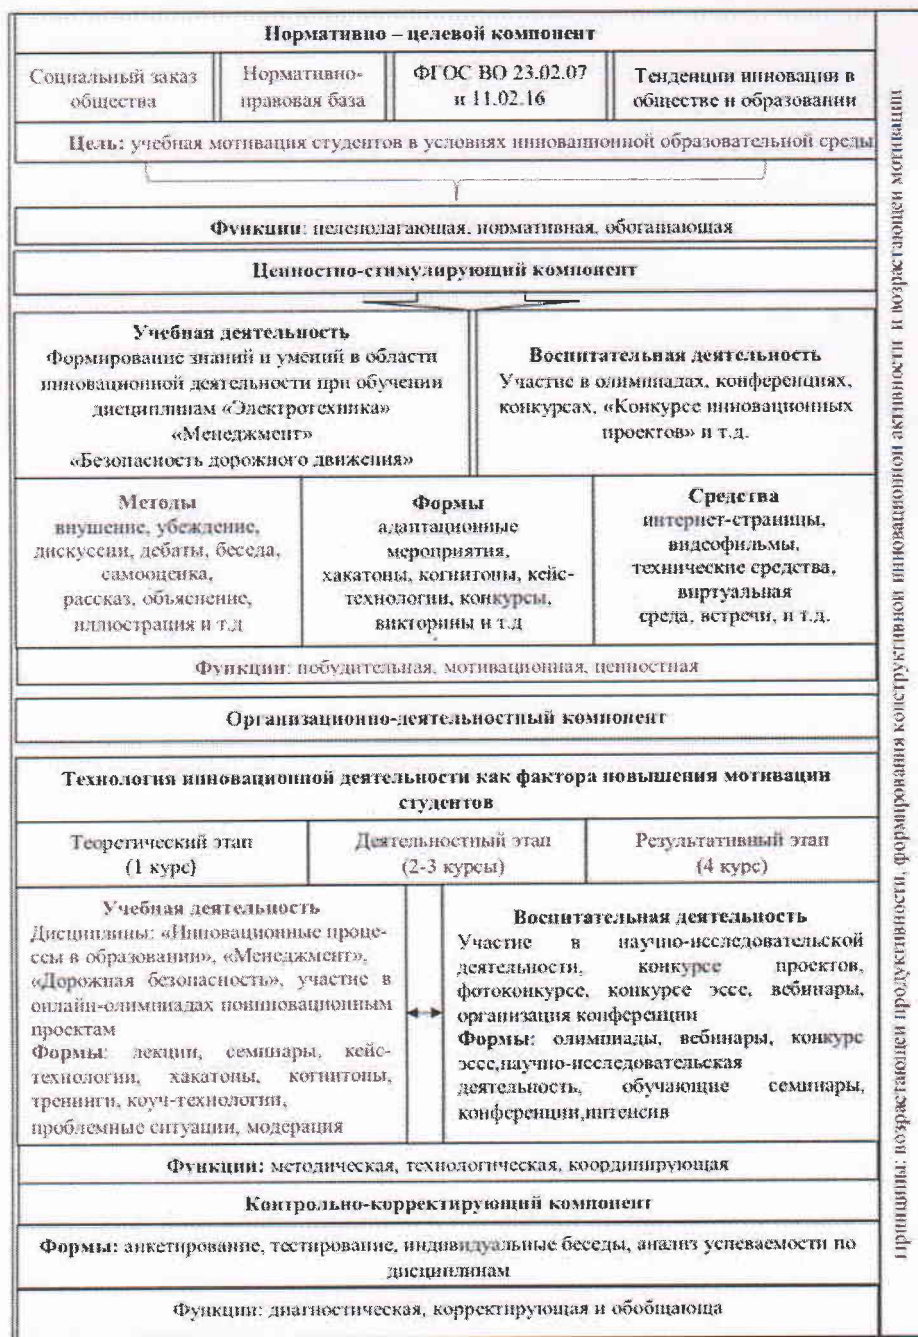 Нормативно – целевой компонент
Социальный заказ
общества
Нормативно-
правовая база
ФГОС ВО 23.02.07
и 11.02.16
Тенденции инновации в
обществе и образовании
Цель: учебная мотивация студентов в условиях инновационной образовательной среды
Функции: целеполагающая, нормативная, обогащающая
Ценностно-стимулирующий компонент
Учебная деятельность
Формирование знаний и умений в области
инновационной деятельности при обучении
дисциплинам «Электротехника»
«Менеджмент»
«Безопасность дорожного движения»
Воспитательная деятельность
Участие в олимпиадах, конференциях,
конкурсах, «Конкурсе инновационных
проектов» и т.д.
Методы
внушение, убеждение,
дискуссии, дебаты, беседа,
самооценка,
рассказ, объяснение,
иллюстрация и т.д
Формы
адаптационные
мероприятия,
хакатоны, когнитоны, кейс-
технологии, конкурсы,
викторины и т.д
Средства
интернет-страницы,
видеофильмы,
технические средства,
виртуальная
среда, встречи, и т.д.
Функции: побудительная, мотивационная, ценностная
Организационно-деятельностный компонент
Технология инновационной деятельности как фактора повышения мотивации
студентов
Теоретический этап
(1 курс)
Деятельностный этап
(2-3 курсы)
Результативный этап
(4 курс)
Учебная деятельность
Дисциплины: «Инновационные проце-
ссы в образовании», «Менеджмент»,
«Дорожная безопасность», участие в
онлайн-олимпиадах поинновационным
проектам
Формы: лекции, семинары, кейс-
технологии, хакатоны, когнитоны,
тренинги, коуч-технологии,
проблемные ситуации, модерация
Воспитательная деятельность
Участие в научно-исследовательской
деятельности, конкурсе проектов,
фотоконкурсе, конкурсе эссе, вебинары,
организация конференции
Формы: олимпиады, вебинары, конкурс
эссе,научно-исследовательская
деятельность, обучающие семинары,
конференции,интенсив
Функции: методическая, технологическая, координирующая
Контрольно-корректирующий компонент
Формы: анкетирование, тестирование, индивидуальные беседы, анализ успеваемости по
дисциплинам
Функции: диагностическая, корректирующая и обобщающа
Принципы: возрастающей продуктивности, формирования конструктивной инновационной активности и возрастающей мотивации